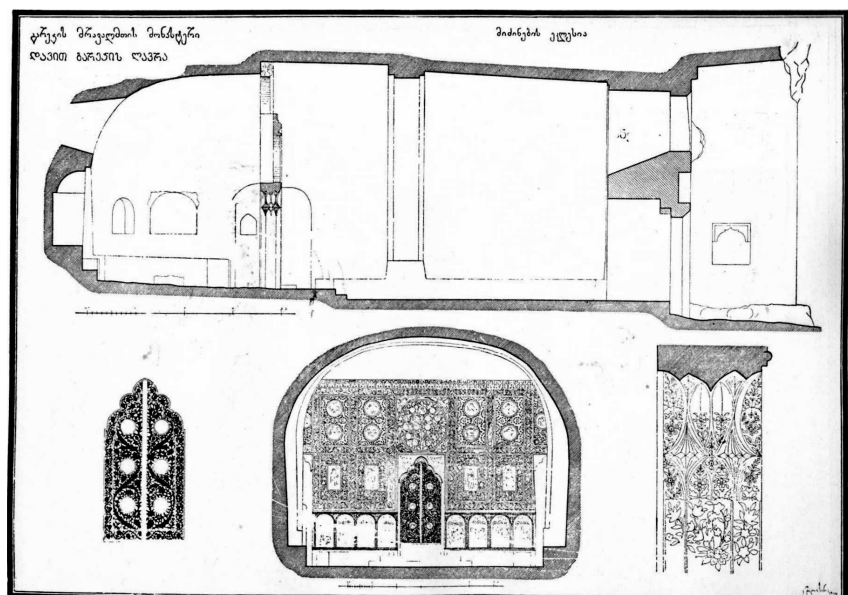 გარეჯის მრავალმთის მონასტერი
დავით გარეჯის ლავრა
მიძინების ეკლესია